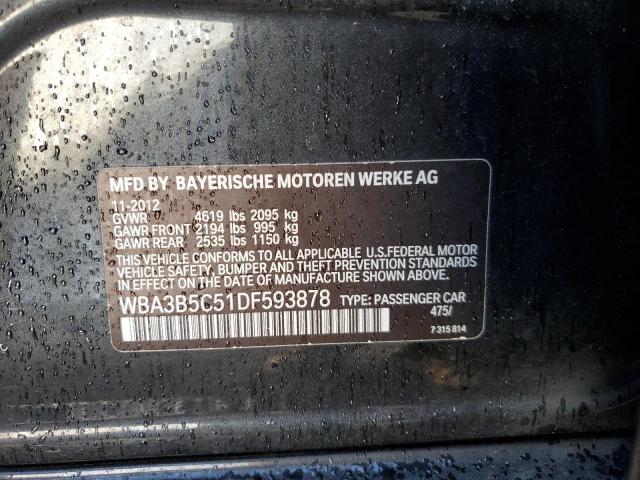 MFD BY BAYERISCHE MOTOREN WERKE AG
11-2012
GVWR 4619 lbs 2095 kg
GAWR FRONT 2194 lbs 995 kg
GAWR REAR 2535 lbs 1150 kg
THIS VEHICLE CONFORMS TO ALL APPLICABLE U.S.FEDERAL MOTOR
VEHICLE SAFETY, BUMPER AND THEFT PREVENTION STANDARDS
IN EFFECT ON THE DATE OF MANUFACTURE SHOWN ABOVE.
WBA3B5C51DF593878 TYPE: PASSENGER CAR
475/
7 315 814